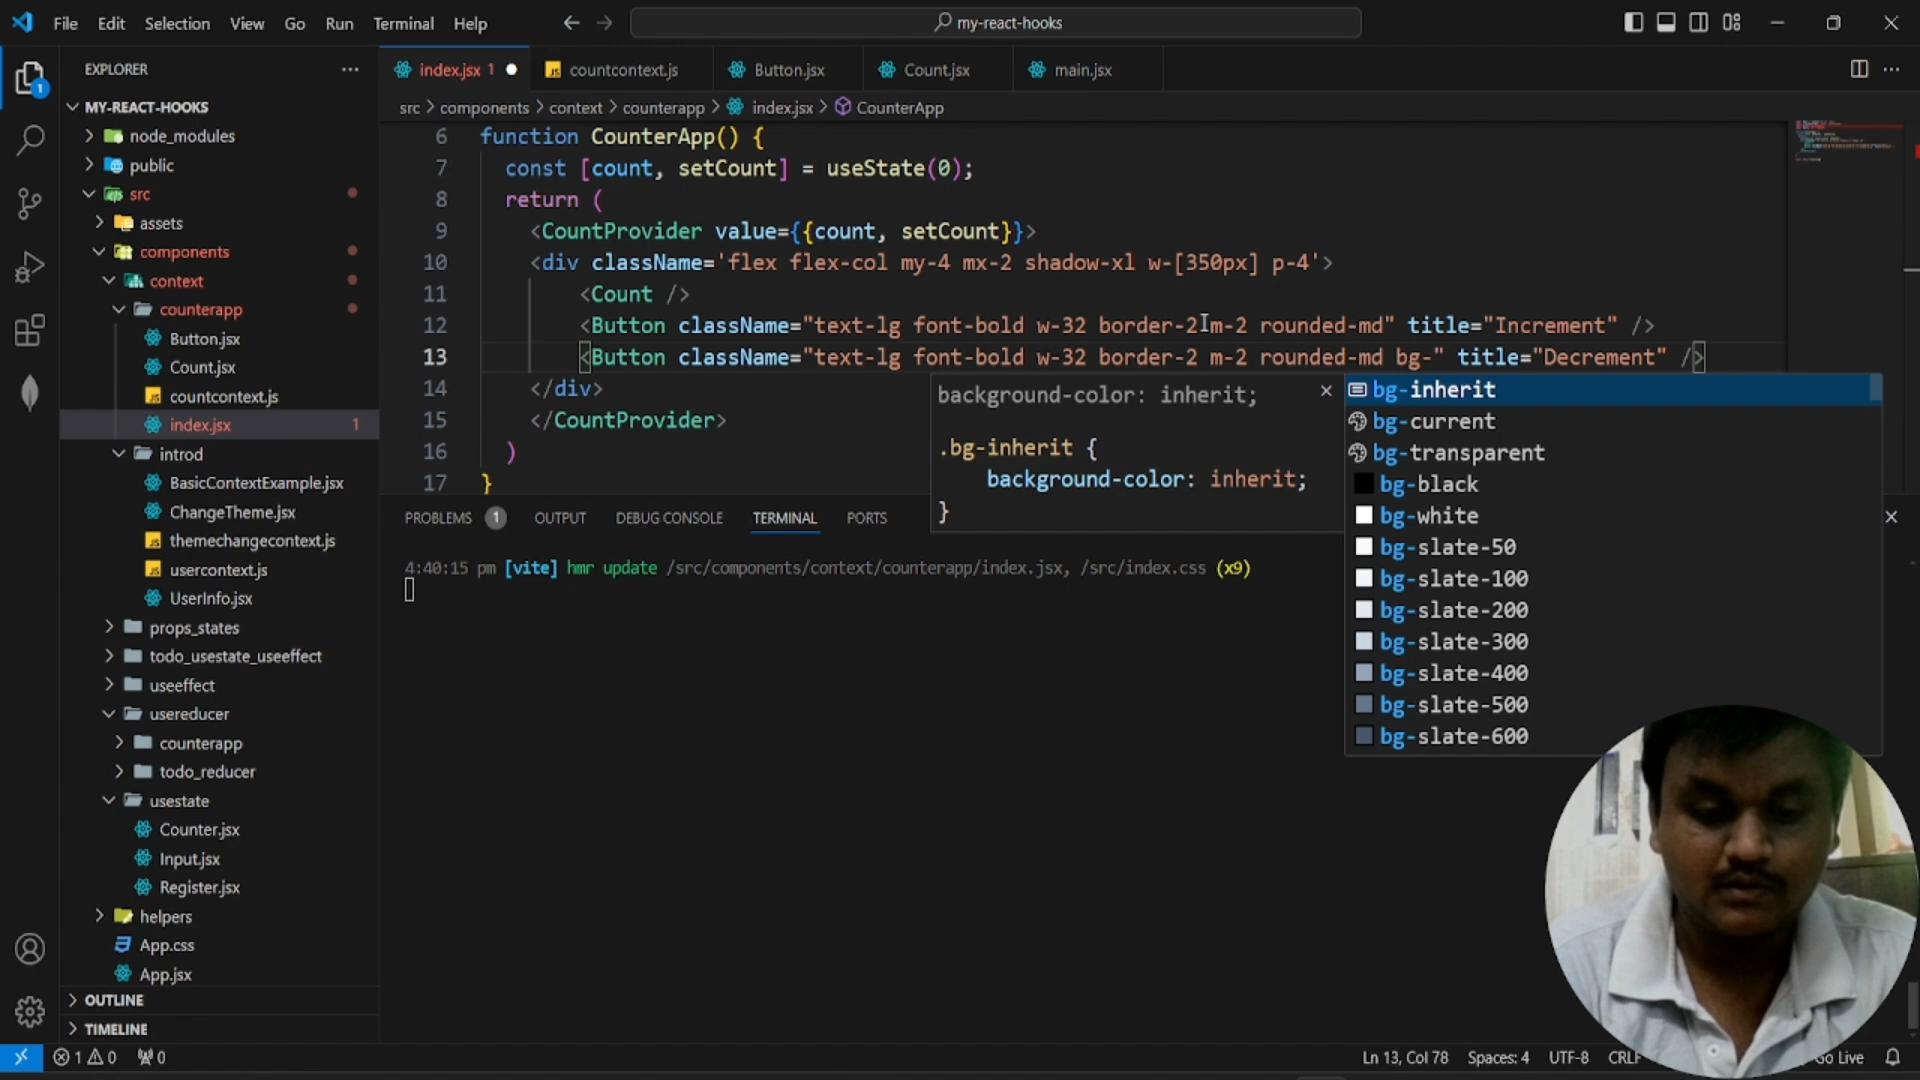 File Edit Selection View Go Run Terminal Help
my-react-hooks
EXPLORER
1
MY-REACT-HOOKS
node_modules
public
src
assets
components
context
counterapp
Button.jsx
Count.jsx
countcontext.js
index.jsx 1
introd
BasicContextExample.jsx
ChangeTheme.jsx
themechangecontext.js
usercontext.js
UserInfo.jsx
props_states
todo_usestate_useeffect
useeffect
usereducer
counterapp
todo_reducer
usestate
Counter.jsx
Input.jsx
Register.jsx
helpers
App.css
App.jsx
OUTLINE
TIMELINE
index.jsx 1 countcontext.js Button.jsx Count.jsx main.jsx
src > components > context > counterapp > index.jsx > CounterApp
6 function CounterApp() {
7 const [count, setCount] = useState(0);
8 return (
9 <CountProvider value={{count, setCount}}>
10 <div className='flex flex-col my-4 mx-2 shadow-xl w-[350px] p-4'>
11 <Count />
12 <Button className="text-lg font-bold w-32 border-2 m-2 rounded-md" title="Increment" />
13 <Button className="text-lg font-bold w-32 border-2 m-2 rounded-md bg-" title="Decrement" />
14 </div>
15 </CountProvider>
16 )
17 }
background-color: inherit;
.bg-inherit {
background-color: inherit;
}
bg-inherit
bg-current
bg-transparent
bg-black
bg-white
bg-slate-50
bg-slate-100
bg-slate-200
bg-slate-300
bg-slate-400
bg-slate-500
bg-slate-600
PROBLEMS 1 OUTPUT DEBUG CONSOLE TERMINAL PORTS
4:40:15 pm [vite] hmr update /src/components/context/counterapp/index.jsx, /src/index.css (x9)
1 0 0 Ln 13, Col 78 Spaces: 4 UTF-8 CRLF Go Live